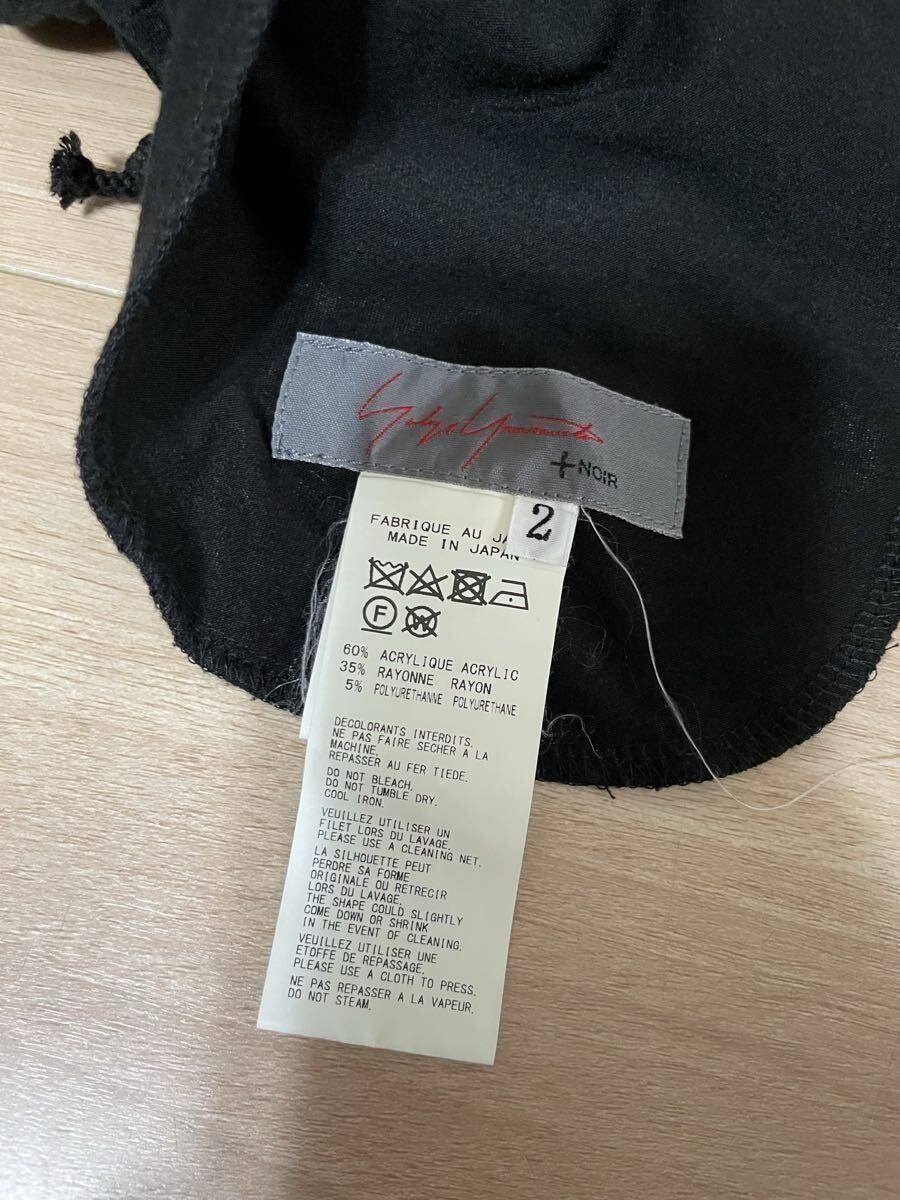 Yohji Yamamoto
+NOIR
2
FABRIQUE AU
MADE IN JAPAN
F
W
60% ACRYLIQUE ACRYLIC
35% RAYONNE RAYON
5% POLYURETHANNE POLYURETHANE
DECOLORANTS INTERDITS.
NE PAS FAIRE SECHER A LA
MACHINE.
REPASSER AU FER TIEDE.
DO NOT BLEACH.
DO NOT TUMBLE DRY.
COOL IRON.
VEUILLEZ UTILISER UN
FILET LORS DU LAVAGE.
PLEASE USE A CLEANING NET.
LA SILHOUETTE PEUT
PERDRE SA FORME
ORIGINALE OU RETRECIR
LORS DU LAVAGE.
THE SHAPE COULD SLIGHTLY
COME DOWN OR SHRINK
IN THE EVENT OF CLEANING.
VEUILLEZ UTILISER UNE
ETOFFE DE REPASSAGE.
PLEASE USE A CLOTH TO PRESS.
NE PAS REPASSER A LA VAPEUR.
DO NOT STEAM.